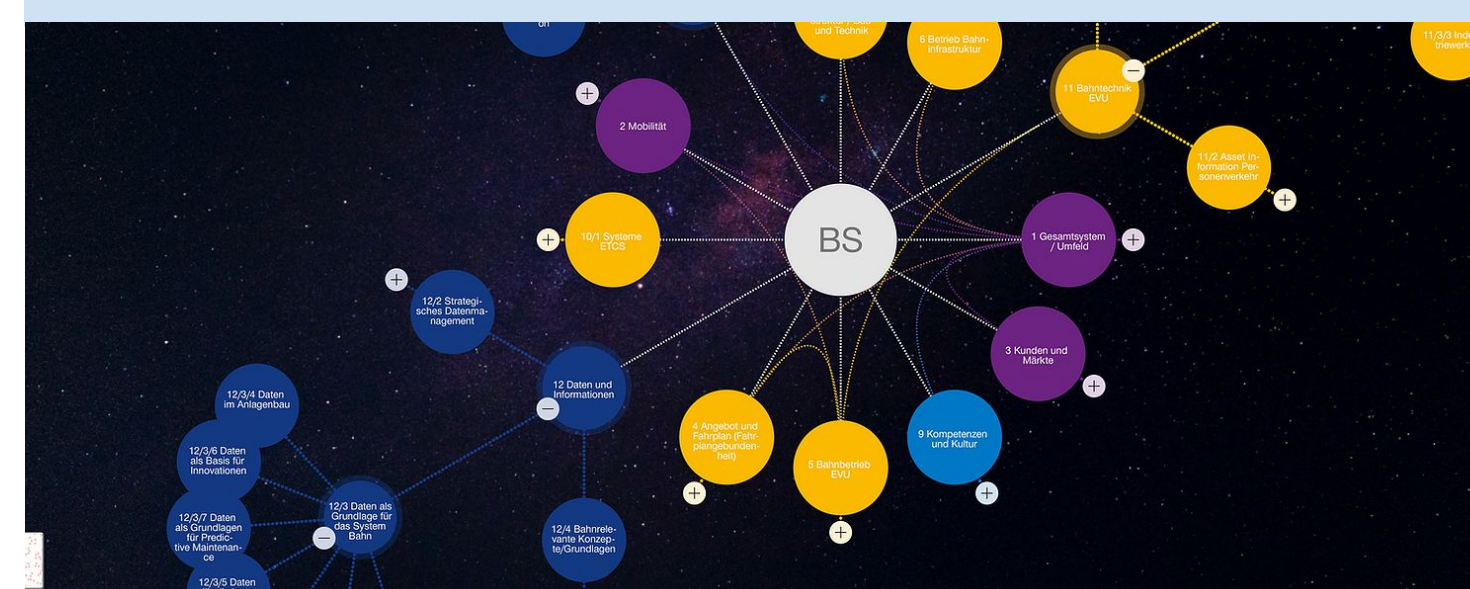 on
und Technik
6 Betrieb Bahn-
infrastruktur
11/3/3
11 Bahntechnik
EVU
2 Mobilität
11/2 Asset In-
formation Per-
sonenverkehr
10/1 Systeme
ETCS
BS
1 Gesamtsystem
/ Umfeld
12/2 Strategi-
sches Datenma-
nagement
3 Kunden und
Märkte
12 Daten und
Informationen
12/3/4 Daten
im Anlagenbau
4 Angebot und
Fahrplan (Fahr-
plangebunden-
heit)
5 Bahnbetrieb
EVU
9 Kompetenzen
und Kultur
12/3/6 Daten
als Basis für
Innovationen
12/3/7 Daten
als Grundlagen
für Predic-
tive Maintenan-
ce
12/3 Daten als
Grundlage für
das System
Bahn
12/4 Bahnrele-
vante Konzep-
te/Grundlagen
12/3/5 Daten